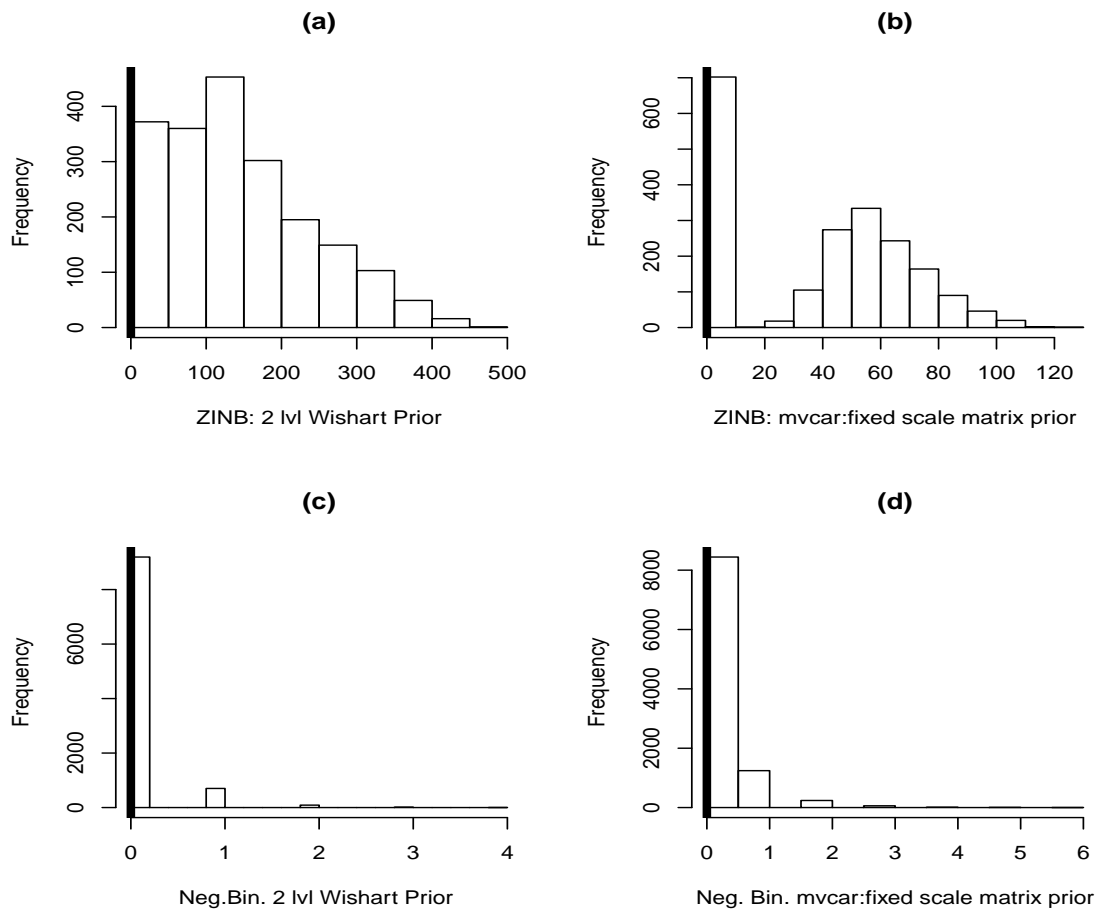 (a)
Frequency
400
300
200
100
0
0 100 200 300 400 500
ZINB: 2 lvl Wishart Prior
(b)
Frequency
600
400
200
0
0 20 40 60 80 100 120
ZINB: mvcar:fixed scale matrix prior
(c)
Frequency
6000
2000
0
0 1 2 3 4
Neg.Bin. 2 lvl Wishart Prior
(d)
Frequency
8000
6000
4000
2000
0
0 1 2 3 4 5 6
Neg. Bin. mvcar:fixed scale matrix prior